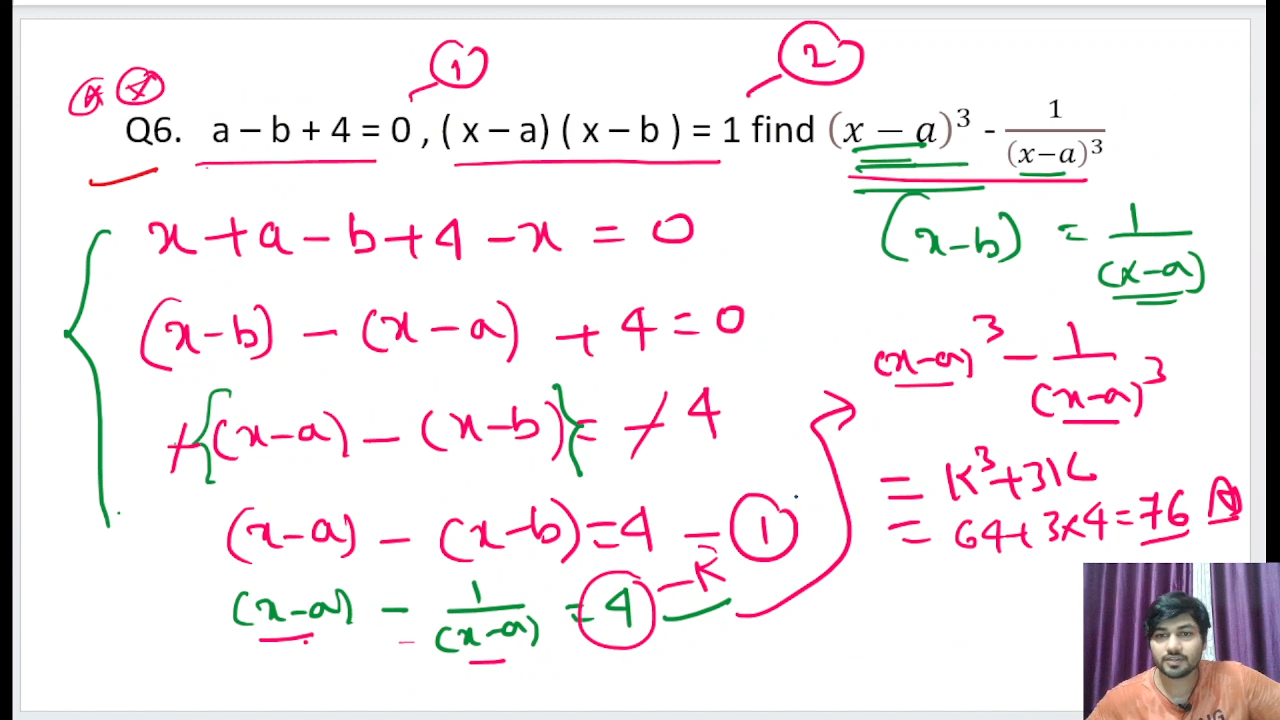 ① ②
Q6. a – b + 4 = 0 , ( x – a) ( x – b ) = 1 find (x − a)³ - 1/(x−a)³
x + a - b + 4 - x = 0
(x-b) = 1/(x-a)
(x-b) - (x-a) + 4 = 0
(x-a)³ - 1/(x-a)³
-{(x-a) - (x-b)} = -4
= K³+3K
(x-a) - (x-b) = 4 - ①
= 64+3×4 = 76 A
(x-a) - 1/(x-a) = 4 - K